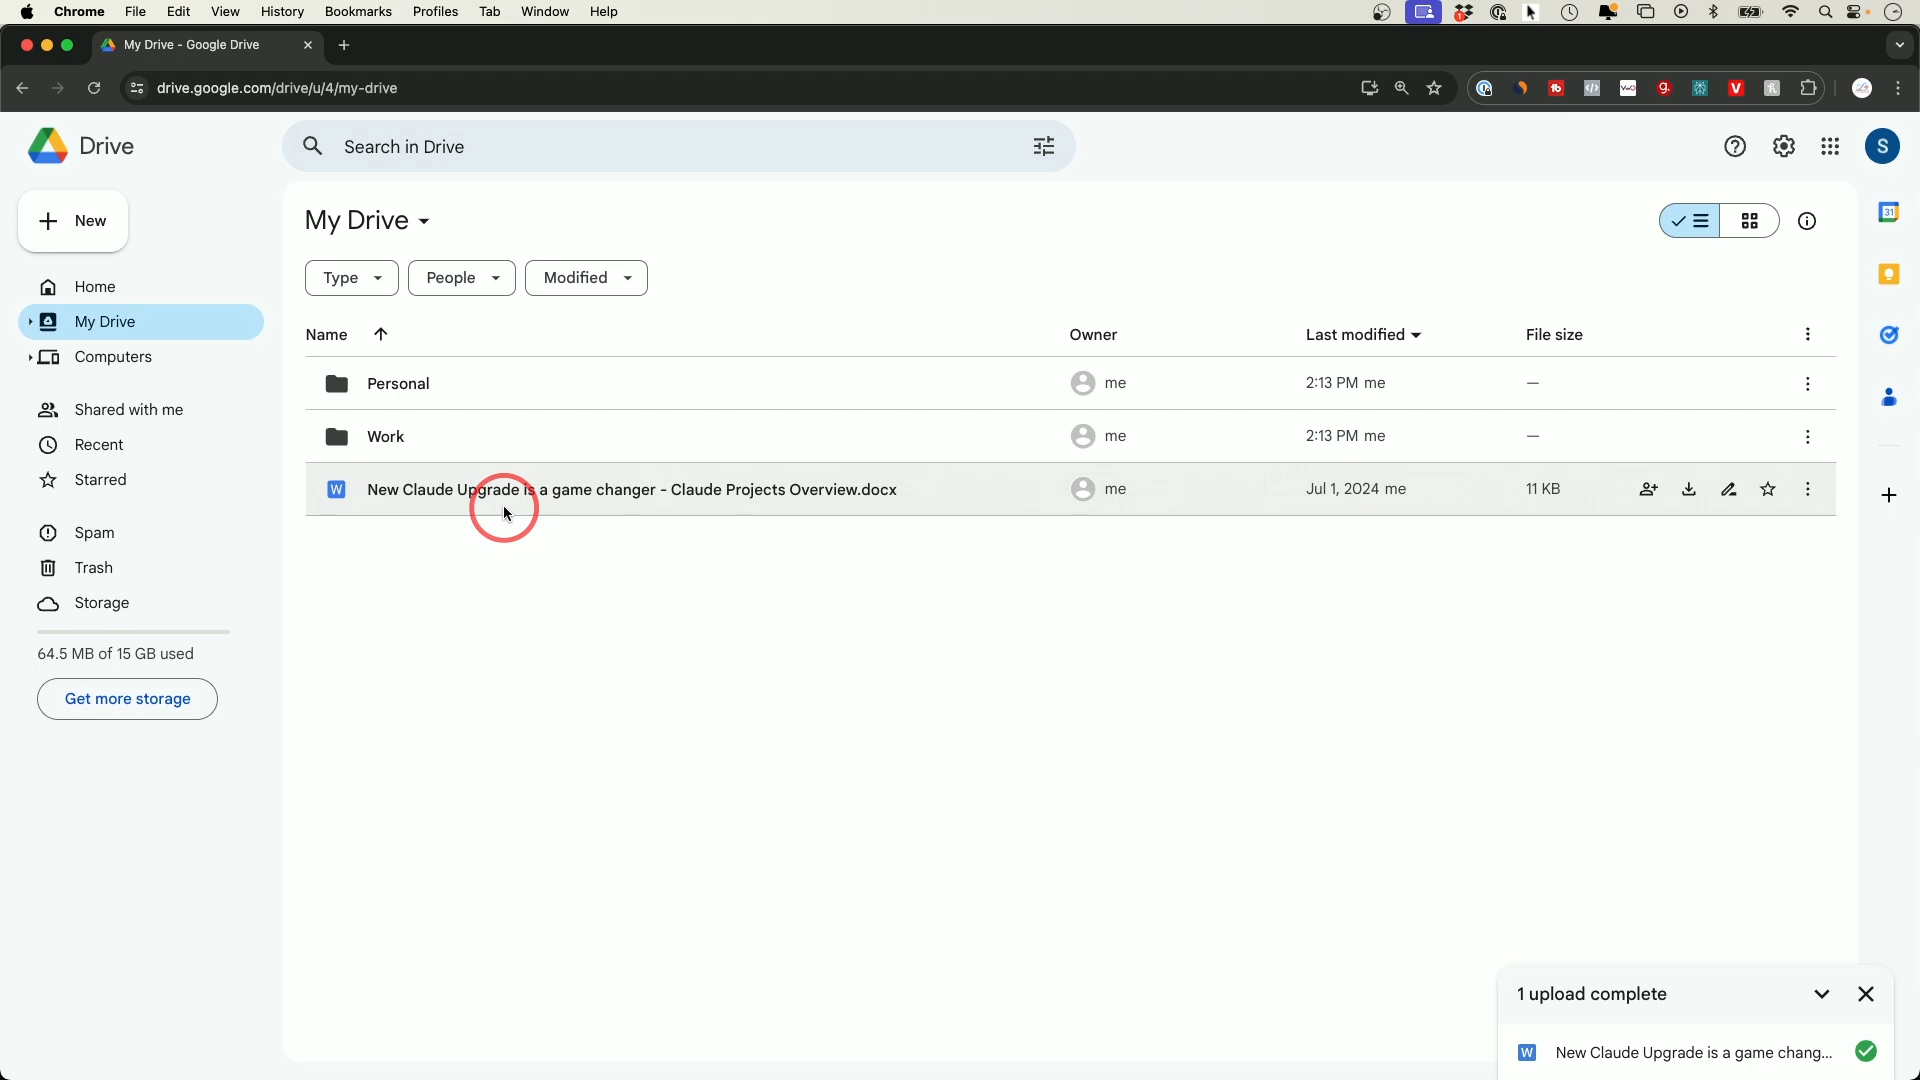 Chrome File Edit View History Bookmarks Profiles Tab Window Help
My Drive - Google Drive
drive.google.com/drive/u/4/my-drive
Drive
Search in Drive
S
New
My Drive
Type People Modified
Home
My Drive
Computers
Shared with me
Recent
Starred
Spam
Trash
Storage
64.5 MB of 15 GB used
Get more storage
Name Owner Last modified File size
Personal me 2:13 PM me —
Work me 2:13 PM me —
New Claude Upgrade is a game changer - Claude Projects Overview.docx me Jul 1, 2024 me 11 KB
1 upload complete
New Claude Upgrade is a game chang...